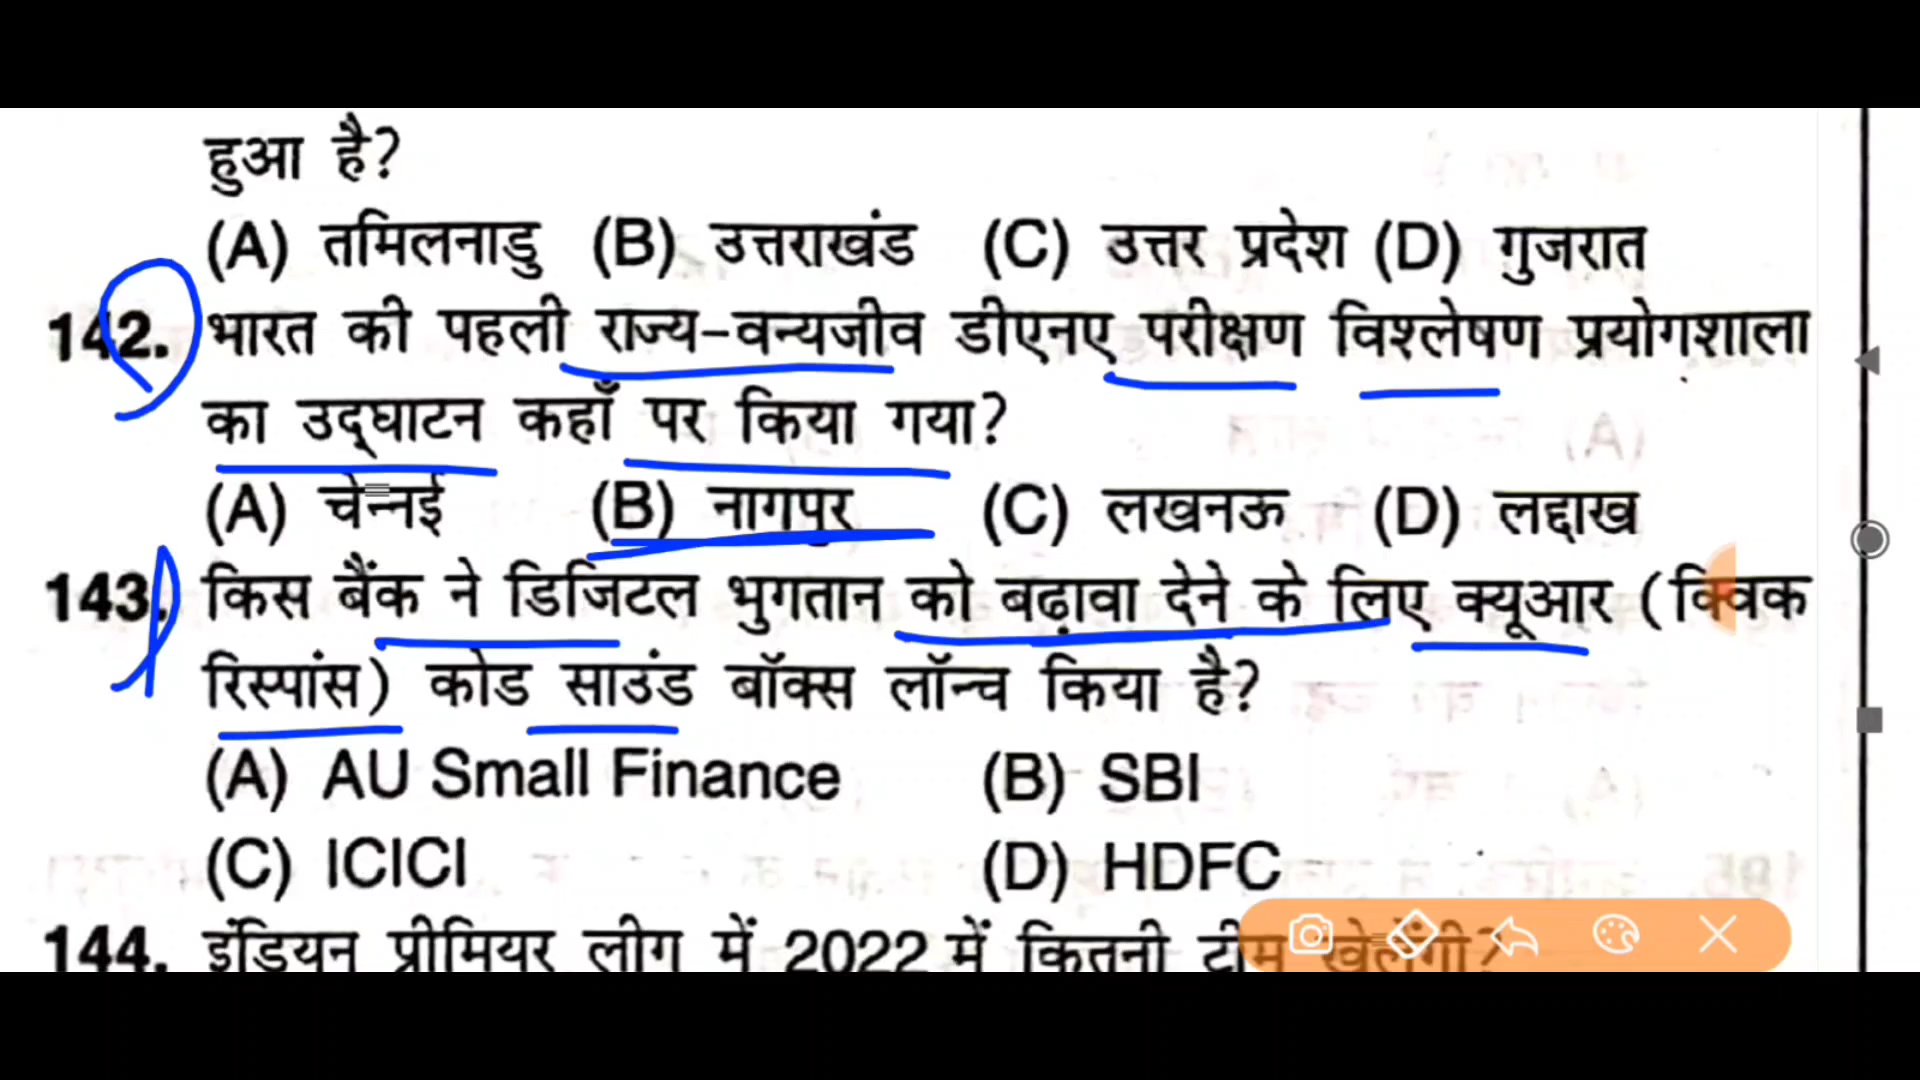 हुआ है?
(A) तमिलनाडु (B) उत्तराखंड (C) उत्तर प्रदेश (D) गुजरात
142. भारत की पहली राज्य-वन्यजीव डीएनए परीक्षण विश्लेषण प्रयोगशाला
का उद्घाटन कहाँ पर किया गया?
(A) चेन्नई (B) नागपुर (C) लखनऊ (D) लद्दाख
143. किस बैंक ने डिजिटल भुगतान को बढ़ावा देने के लिए क्यूआर (क्विक
रिस्पांस) कोड साउंड बॉक्स लॉन्च किया है?
(A) AU Small Finance (B) SBI
(C) ICICI (D) HDFC
144. इंडियन प्रीमियर लीग में 2022 में कितनी टीम खेलेंगी?